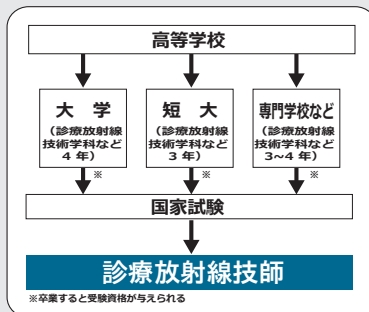 高等学校
大学
(診療放射線
技術学科など
4年)
短大
(診療放射線
技術学科など
3年)
専門学校など
(診療放射線
技術学科など
3~4年)
※
※
※
国家試験
診療放射線技師
※卒業すると受験資格が与えられる